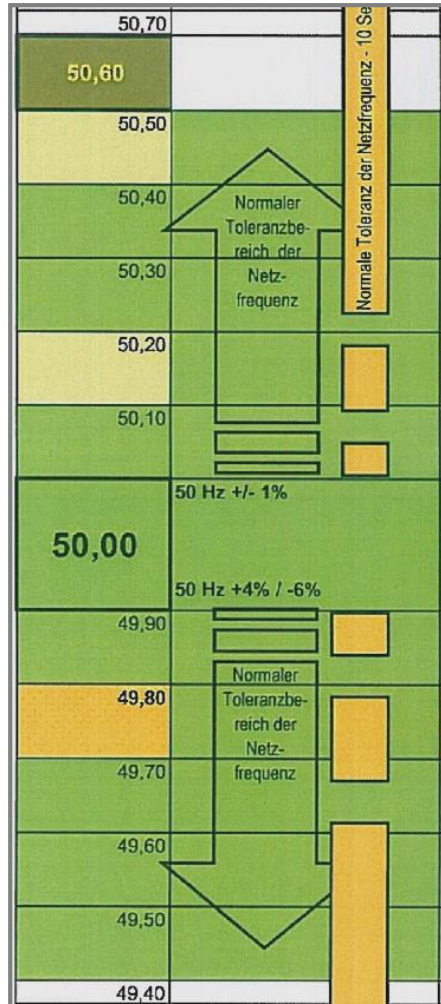 50,70
50,60
50,50
50,40
50,30
50,20
50,10
Normaler
Toleranzbe-
reich der
Netz-
frequenz
Normale Toleranz der Netzfrequenz - 10 Se
50 Hz +/- 1%
50,00
50 Hz +4% / -6%
49,90
49,80
49,70
49,60
49,50
49,40
Normaler
Toleranzbe-
reich der
Netz-
frequenz